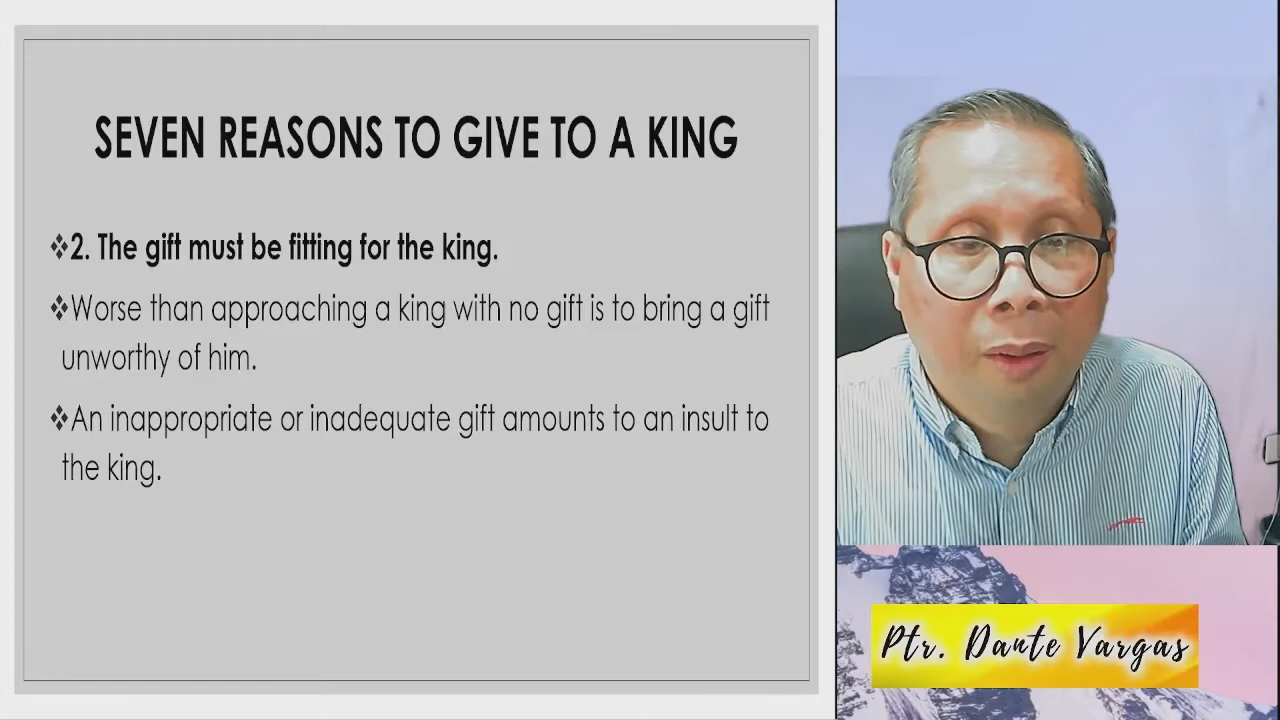 SEVEN REASONS TO GIVE TO A KING
❖2. The gift must be fitting for the king.
❖Worse than approaching a king with no gift is to bring a gift
unworthy of him.
❖An inappropriate or inadequate gift amounts to an insult to
the king.
Ptr. Dante Vargas